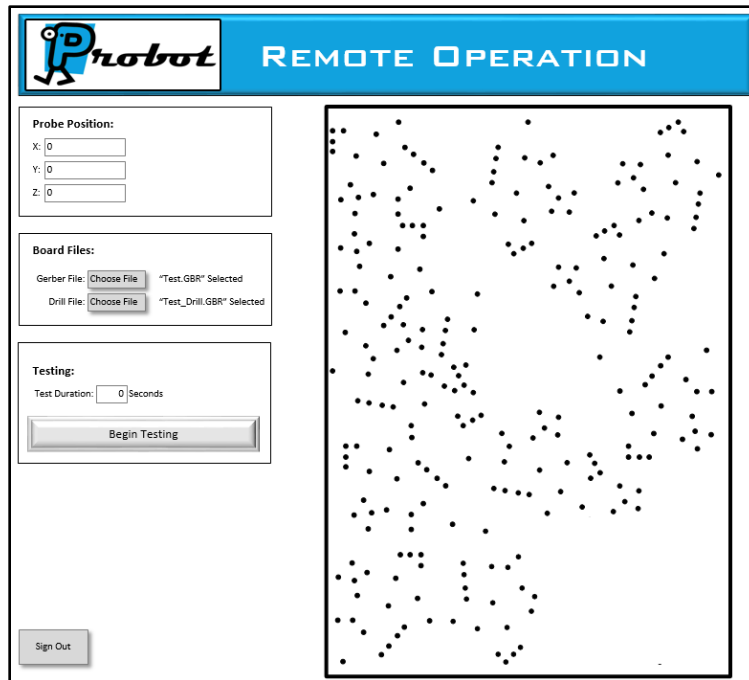 Probot
REMOTE OPERATION
Probe Position:
X: 0
Y: 0
Z: 0
Board Files:
Gerber File: Choose File "Test.GBR" Selected
Drill File: Choose File "Test_Drill.GBR" Selected
Testing:
Test Duration: 0 Seconds
Begin Testing
Sign Out